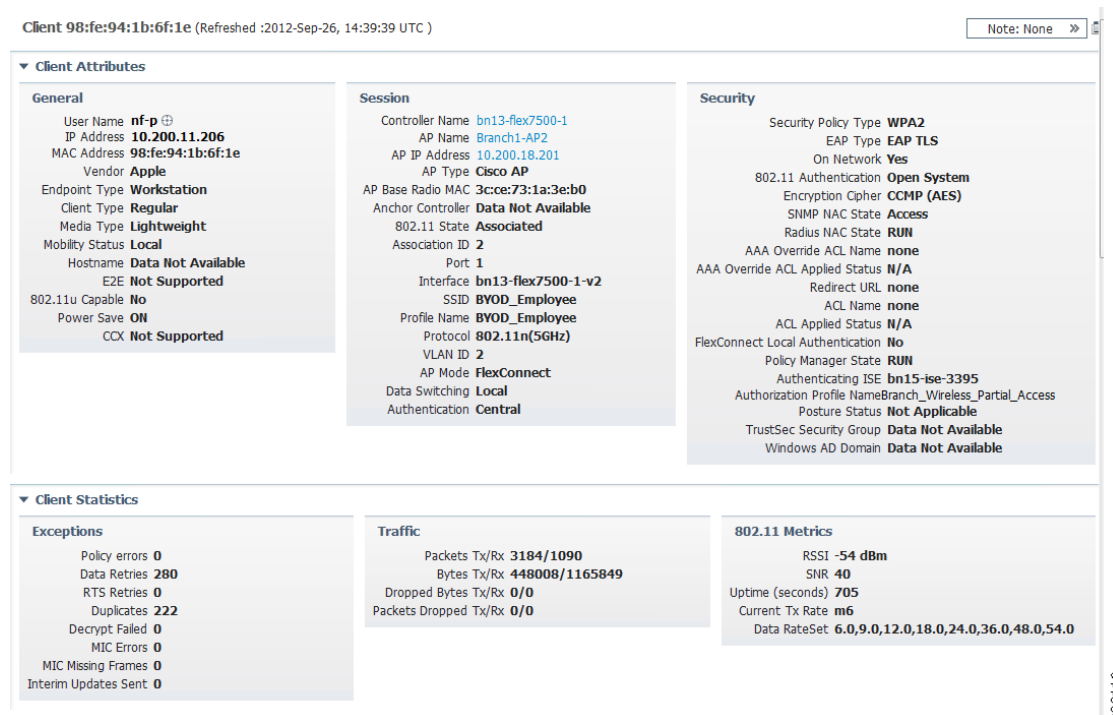 Client 98:fe:94:1b:6f:1e (Refreshed :2012-Sep-26, 14:39:39 UTC )
Note: None »
Client Attributes
General
User Name nf-p
IP Address 10.200.11.206
MAC Address 98:fe:94:1b:6f:1e
Vendor Apple
Endpoint Type Workstation
Client Type Regular
Media Type Lightweight
Mobility Status Local
Hostname Data Not Available
E2E Not Supported
802.11u Capable No
Power Save ON
CCX Not Supported
Session
Controller Name bn13-flex7500-1
AP Name Branch1-AP2
AP IP Address 10.200.18.201
AP Type Cisco AP
AP Base Radio MAC 3c:ce:73:1a:3e:b0
Anchor Controller Data Not Available
802.11 State Associated
Association ID 2
Port 1
Interface bn13-flex7500-1-v2
SSID BYOD_Employee
Profile Name BYOD_Employee
Protocol 802.11n(5GHz)
VLAN ID 2
AP Mode FlexConnect
Data Switching Local
Authentication Central
Security
Security Policy Type WPA2
EAP Type EAP TLS
On Network Yes
802.11 Authentication Open System
Encryption Cipher CCMP (AES)
SNMP NAC State Access
Radius NAC State RUN
AAA Override ACL Name none
AAA Override ACL Applied Status N/A
Redirect URL none
ACL Name none
ACL Applied Status N/A
FlexConnect Local Authentication No
Policy Manager State RUN
Authenticating ISE bn15-ise-3395
Authorization Profile NameBranch_Wireless_Partial_Access
Posture Status Not Applicable
TrustSec Security Group Data Not Available
Windows AD Domain Data Not Available
Client Statistics
Exceptions
Policy errors 0
Data Retries 280
RTS Retries 0
Duplicates 222
Decrypt Failed 0
MIC Errors 0
MIC Missing Frames 0
Interim Updates Sent 0
Traffic
Packets Tx/Rx 3184/1090
Bytes Tx/Rx 448008/1165849
Dropped Bytes Tx/Rx 0/0
Packets Dropped Tx/Rx 0/0
802.11 Metrics
RSSI -54 dBm
SNR 40
Uptime (seconds) 705
Current Tx Rate m6
Data RateSet 6.0,9.0,12.0,18.0,24.0,36.0,48.0,54.0